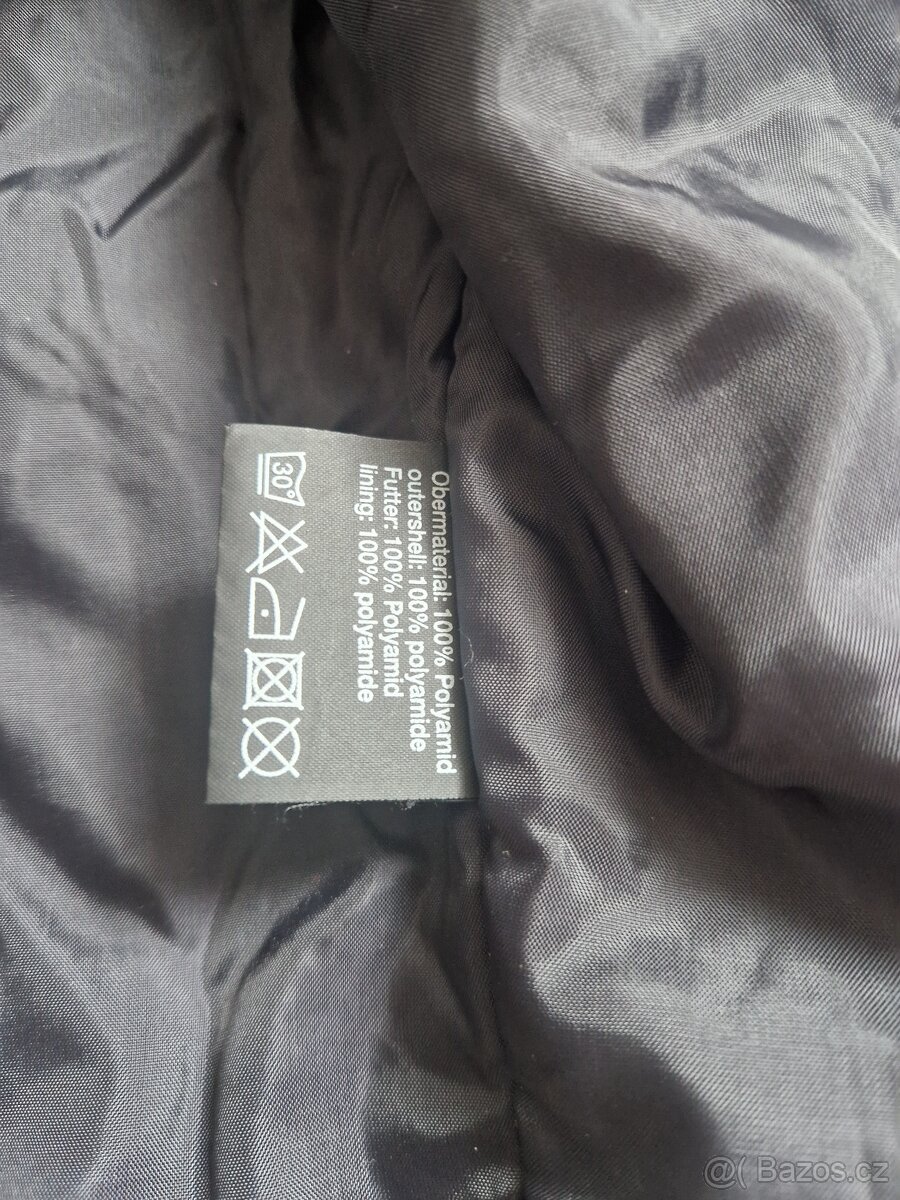 Obermaterial: 100% Polyamid
outershell: 100% polyamide
Futter: 100% Polyamid
lining: 100% polyamide
30°
@( Bazos.cz